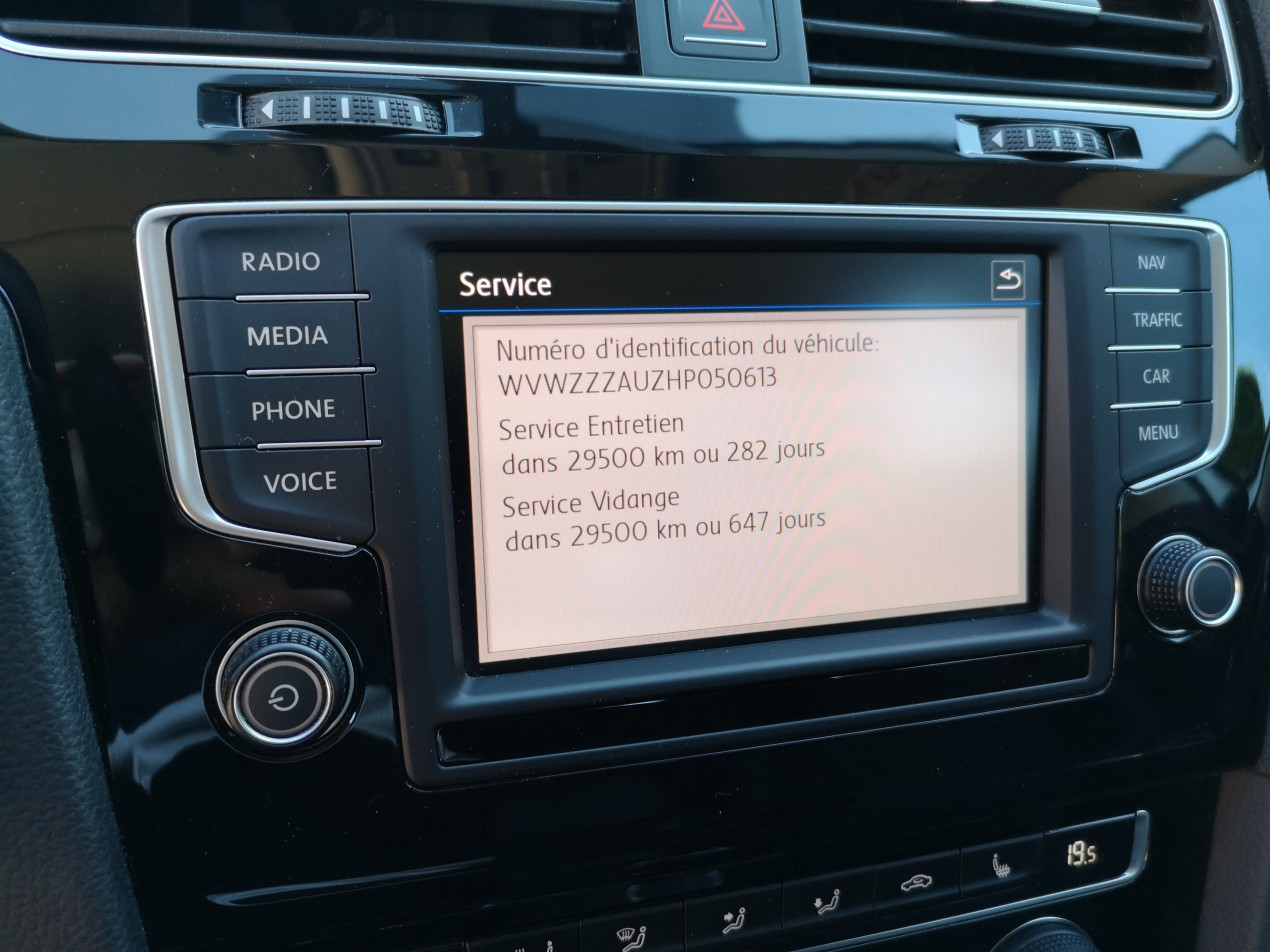 RADIO
MEDIA
PHONE
VOICE
Service
Numéro d'identification du véhicule:
WVWZZZAUZHP050613
Service Entretien
dans 29500 km ou 282 jours
Service Vidange
dans 29500 km ou 647 jours
NAV
TRAFFIC
CAR
MENU
19.5